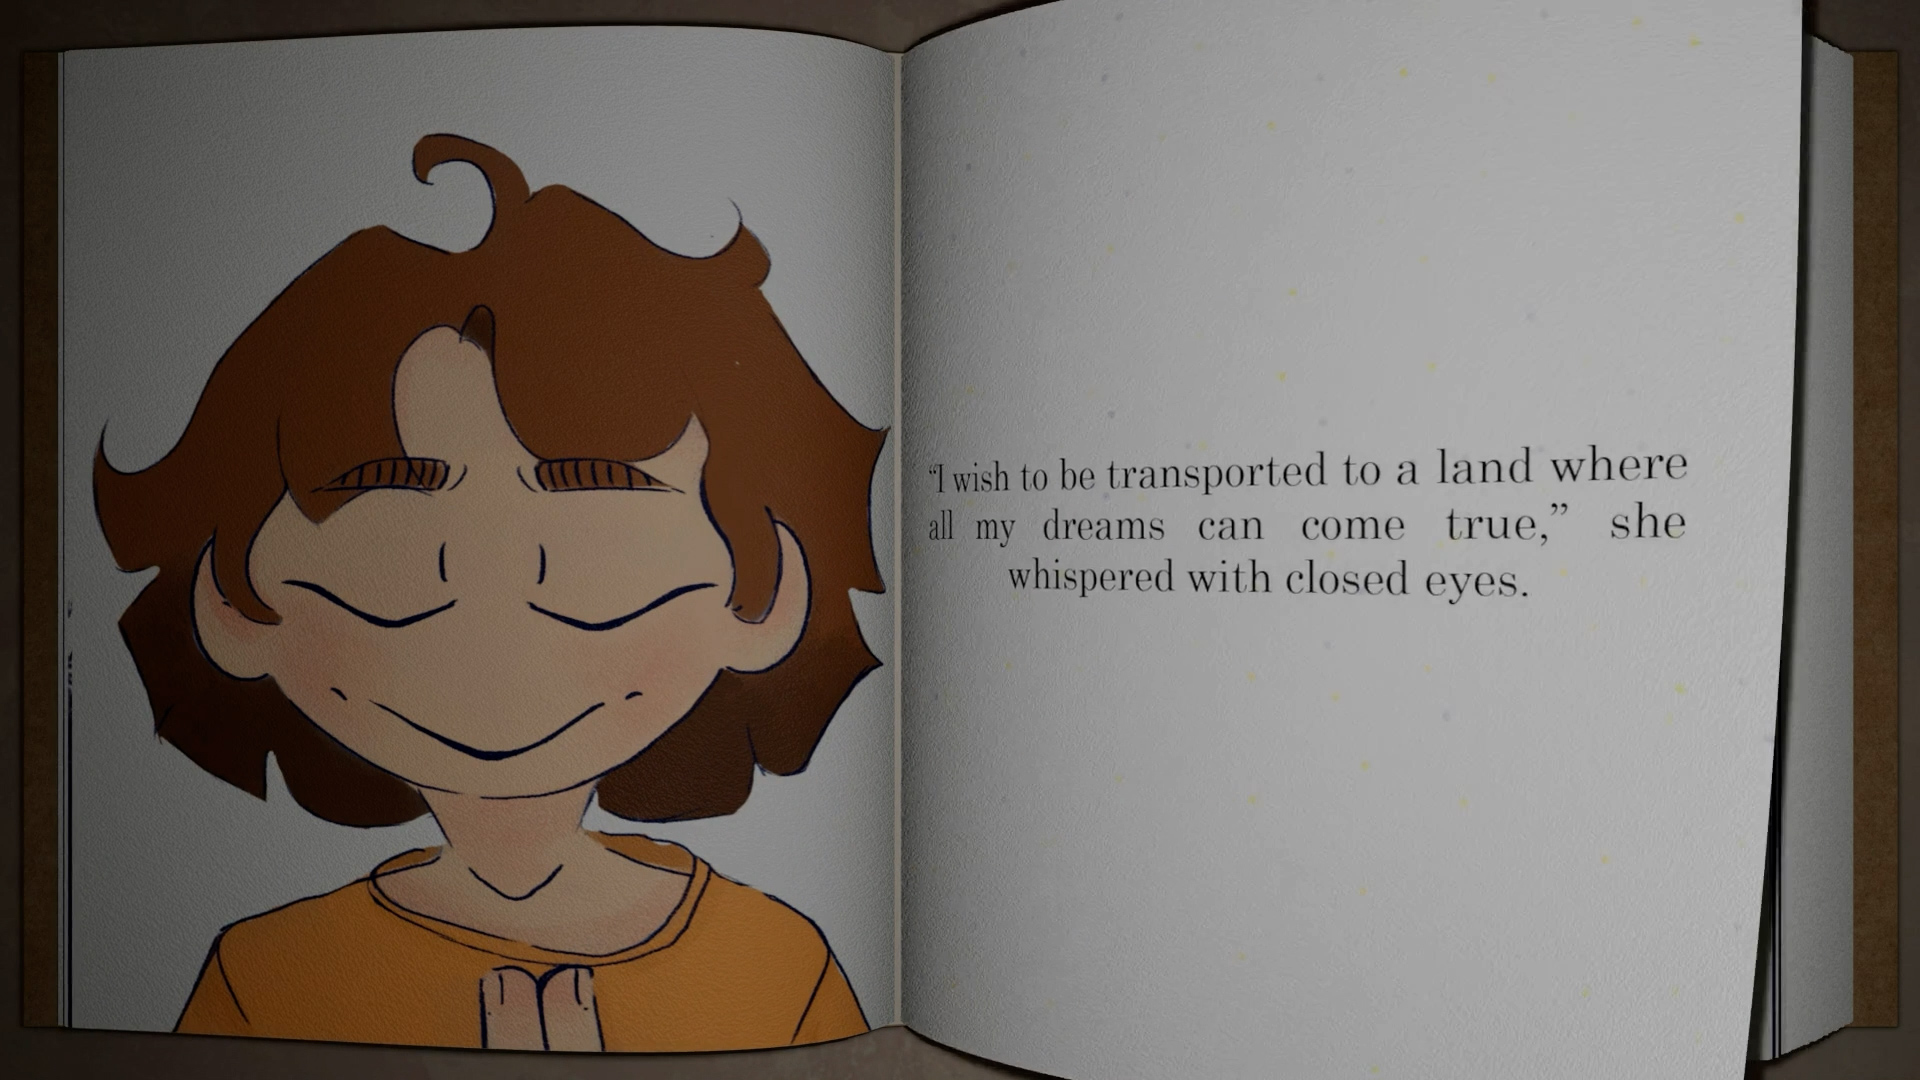 “I wish to be transported to a land where
all my dreams can come true,” she
whispered with closed eyes.